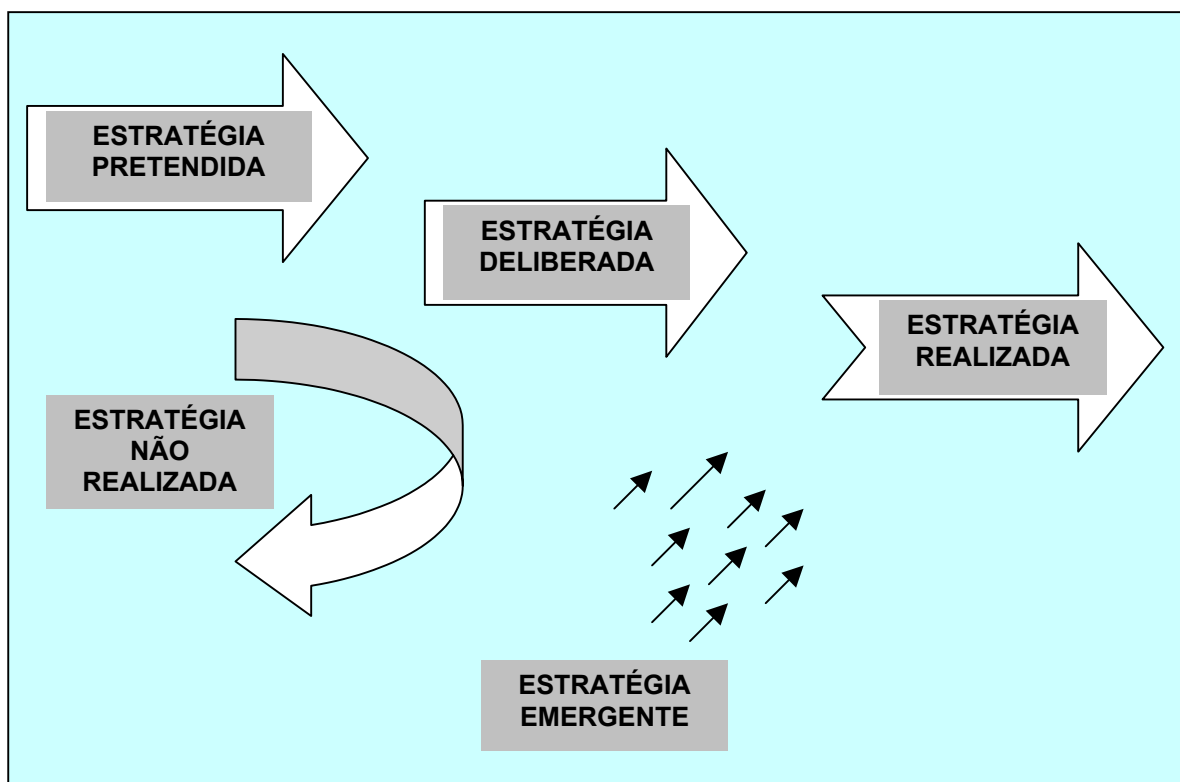 ESTRATÉGIA
PRETENDIDA
ESTRATÉGIA
DELIBERADA
ESTRATÉGIA
REALIZADA
ESTRATÉGIA
NÃO
REALIZADA
ESTRATÉGIA
EMERGENTE